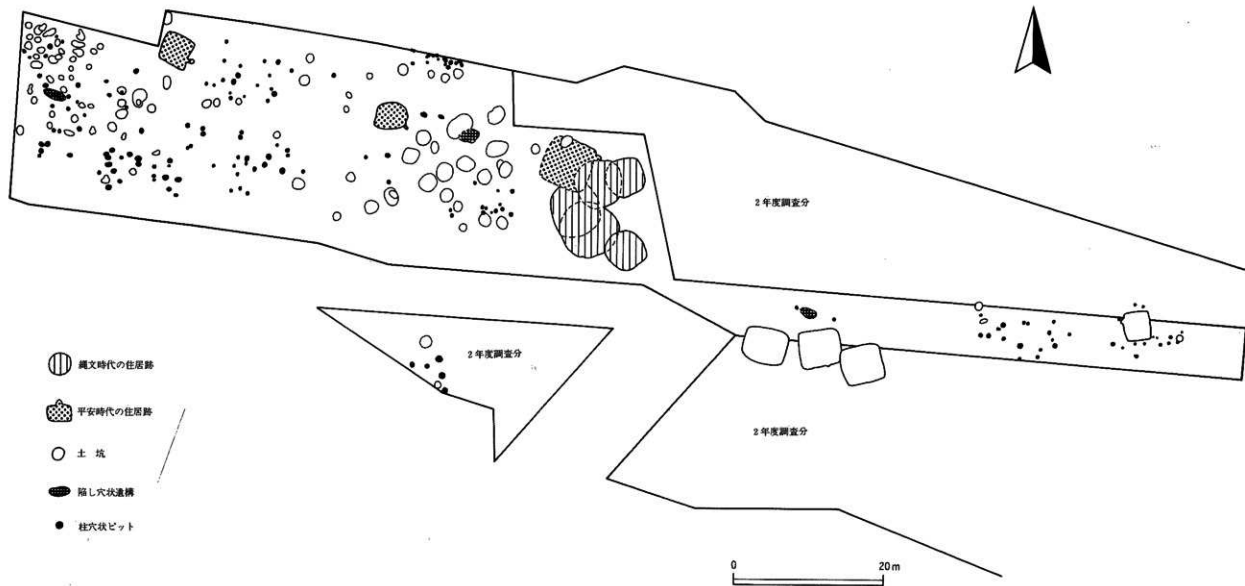 2年度調査分
2年度調査分
2年度調査分
縄文時代の住居跡
平安時代の住居跡
土坑
陥し穴状遺構
柱穴状ピット
0 20m